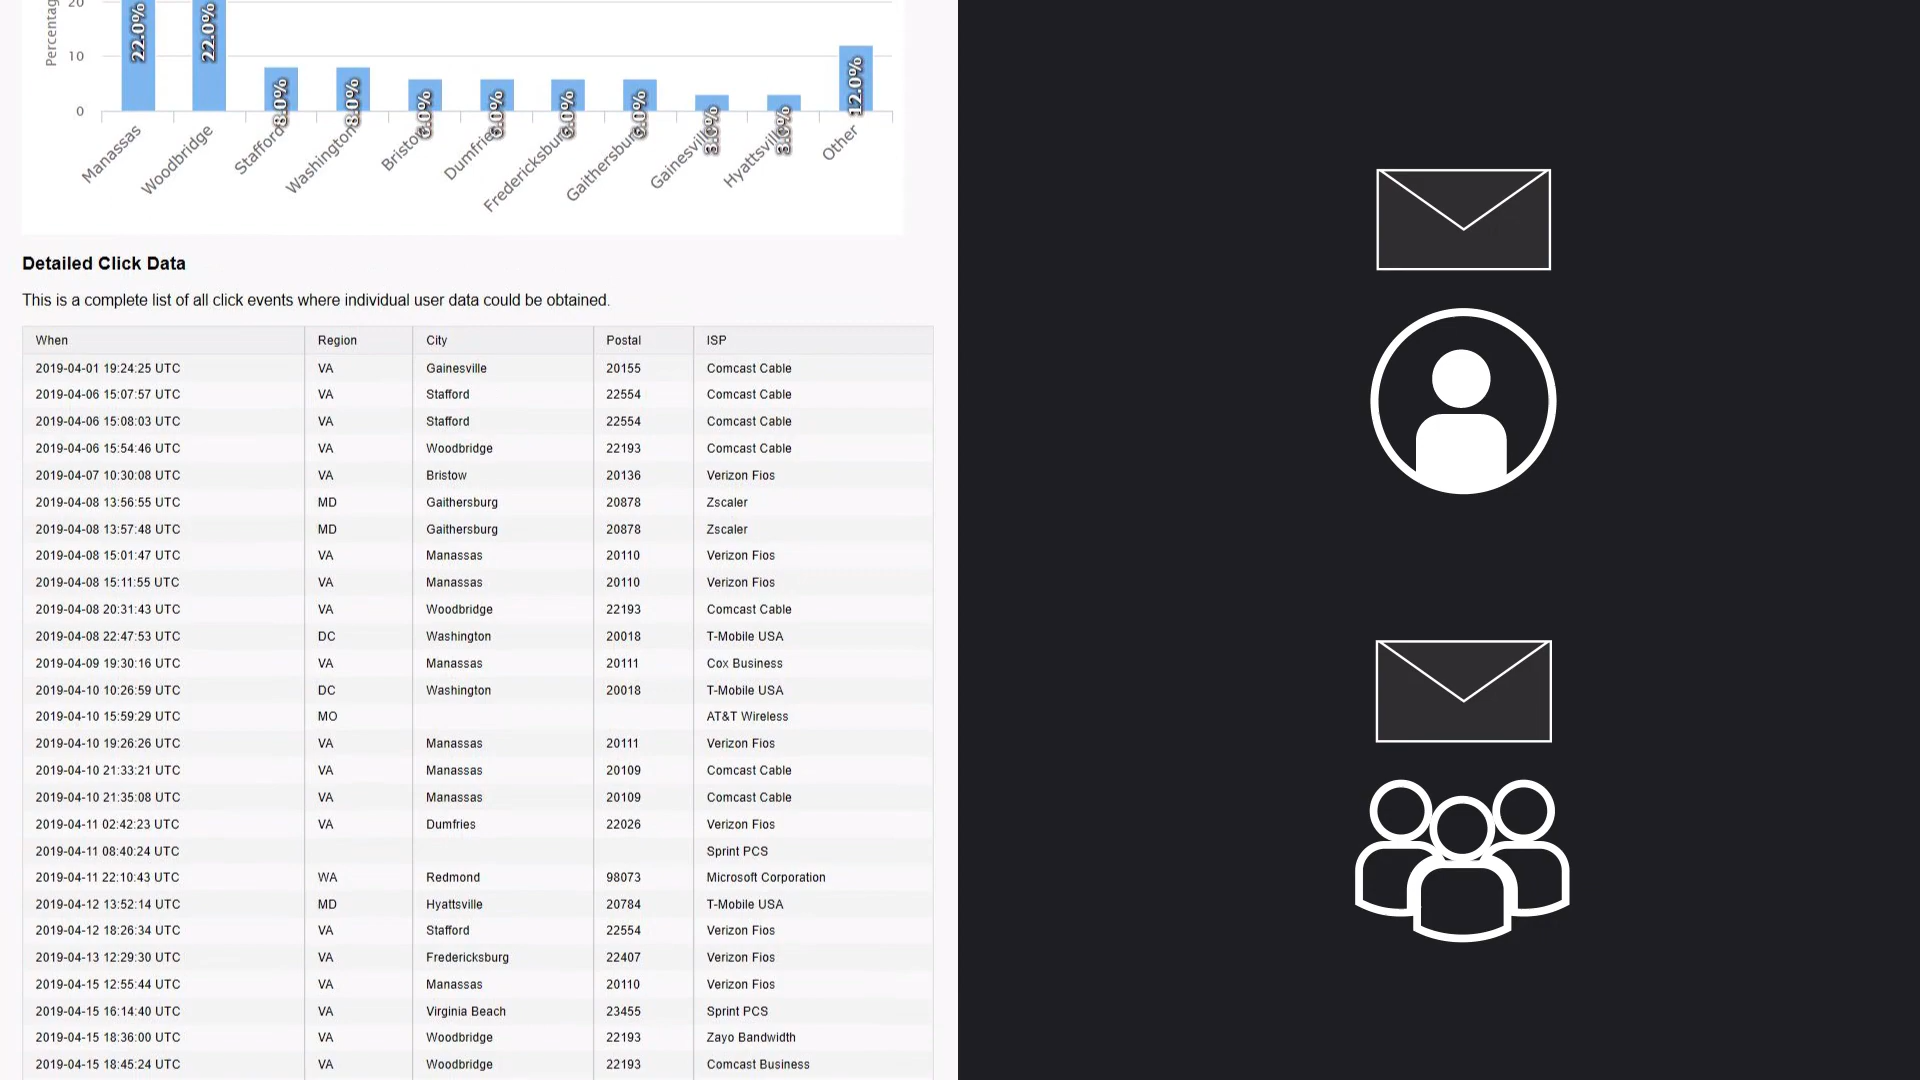 Percentag
20
10
0
22.0%
22.0%
8.0%
8.0%
6.0%
6.0%
6.0%
6.0%
3.0%
3.0%
12.0%
Manassas
Woodbridge
Stafford
Washington
Bristow
Dumfries
Fredericksburg
Gaithersburg
Gainesville
Hyattsville
Other
Detailed Click Data
This is a complete list of all click events where individual user data could be obtained.
When Region City Postal ISP
2019-04-01 19:24:25 UTC VA Gainesville 20155 Comcast Cable
2019-04-06 15:07:57 UTC VA Stafford 22554 Comcast Cable
2019-04-06 15:08:03 UTC VA Stafford 22554 Comcast Cable
2019-04-06 15:54:46 UTC VA Woodbridge 22193 Comcast Cable
2019-04-07 10:30:08 UTC VA Bristow 20136 Verizon Fios
2019-04-08 13:56:55 UTC MD Gaithersburg 20878 Zscaler
2019-04-08 13:57:48 UTC MD Gaithersburg 20878 Zscaler
2019-04-08 15:01:47 UTC VA Manassas 20110 Verizon Fios
2019-04-08 15:11:55 UTC VA Manassas 20110 Verizon Fios
2019-04-08 20:31:43 UTC VA Woodbridge 22193 Comcast Cable
2019-04-08 22:47:53 UTC DC Washington 20018 T-Mobile USA
2019-04-09 19:30:16 UTC VA Manassas 20111 Cox Business
2019-04-10 10:26:59 UTC DC Washington 20018 T-Mobile USA
2019-04-10 15:59:29 UTC MO AT&T Wireless
2019-04-10 19:26:26 UTC VA Manassas 20111 Verizon Fios
2019-04-10 21:33:21 UTC VA Manassas 20109 Comcast Cable
2019-04-10 21:35:08 UTC VA Manassas 20109 Comcast Cable
2019-04-11 02:42:23 UTC VA Dumfries 22026 Verizon Fios
2019-04-11 08:40:24 UTC Sprint PCS
2019-04-11 22:10:43 UTC WA Redmond 98073 Microsoft Corporation
2019-04-12 13:52:14 UTC MD Hyattsville 20784 T-Mobile USA
2019-04-12 18:26:34 UTC VA Stafford 22554 Verizon Fios
2019-04-13 12:29:30 UTC VA Fredericksburg 22407 Verizon Fios
2019-04-15 12:55:44 UTC VA Manassas 20110 Verizon Fios
2019-04-15 16:14:40 UTC VA Virginia Beach 23455 Sprint PCS
2019-04-15 18:36:00 UTC VA Woodbridge 22193 Zayo Bandwidth
2019-04-15 18:45:24 UTC VA Woodbridge 22193 Comcast Business